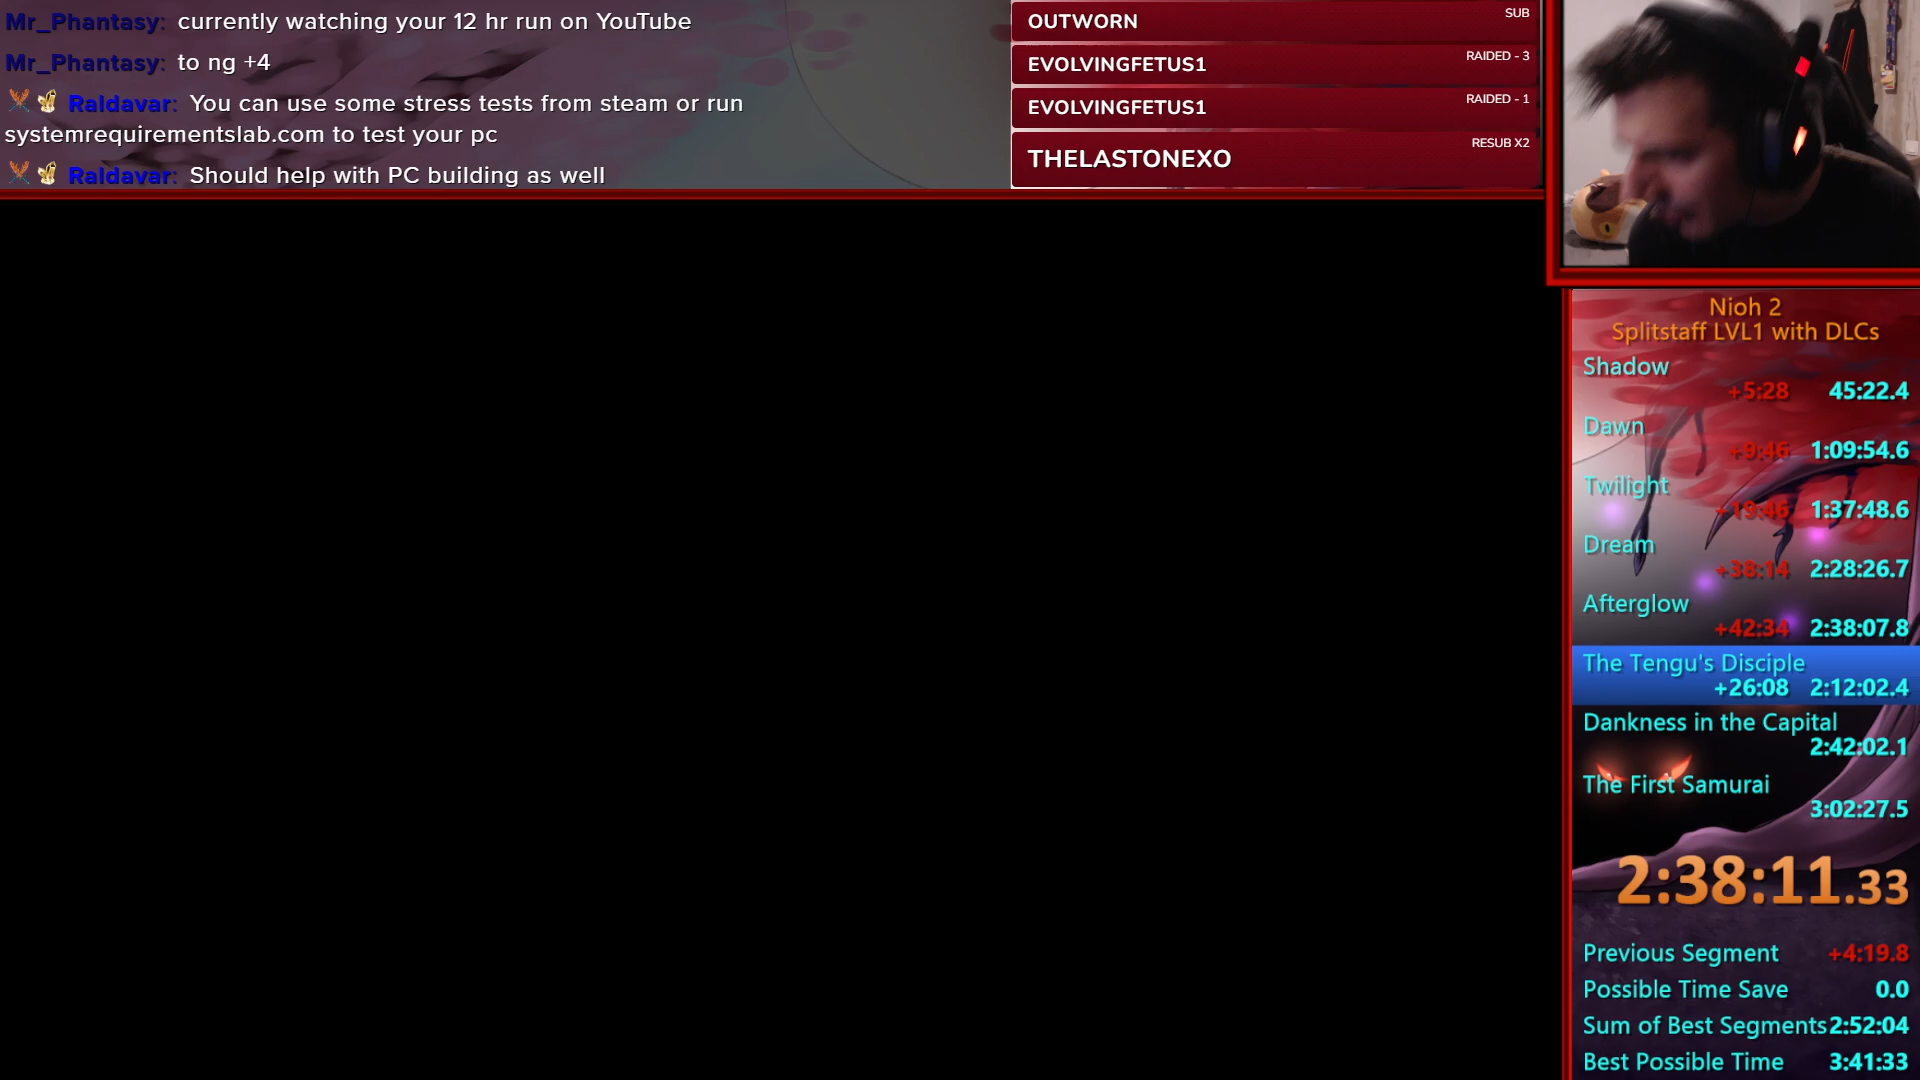 Mr_Phantasy: currently watching your 12 hr run on YouTube
Mr_Phantasy: to ng +4
Raldavar: You can use some stress tests from steam or run
systemrequirementslab.com to test your pc
Raldavar: Should help with PC building as well
OUTWORN SUB
EVOLVINGFETUS1 RAIDED - 3
EVOLVINGFETUS1 RAIDED - 1
THELASTONEXO RESUB X2
Nioh 2
Splitstaff LVL1 with DLCs
Shadow
+5:28 45:22.4
Dawn
+9:46 1:09:54.6
Twilight
+19:46 1:37:48.6
Dream
+38:14 2:28:26.7
Afterglow
+42:34 2:38:07.8
The Tengu's Disciple
+26:08 2:12:02.4
Dankness in the Capital
2:42:02.1
The First Samurai
3:02:27.5
2:38:11.33
Previous Segment +4:19.8
Possible Time Save 0.0
Sum of Best Segments 2:52:04
Best Possible Time 3:41:33